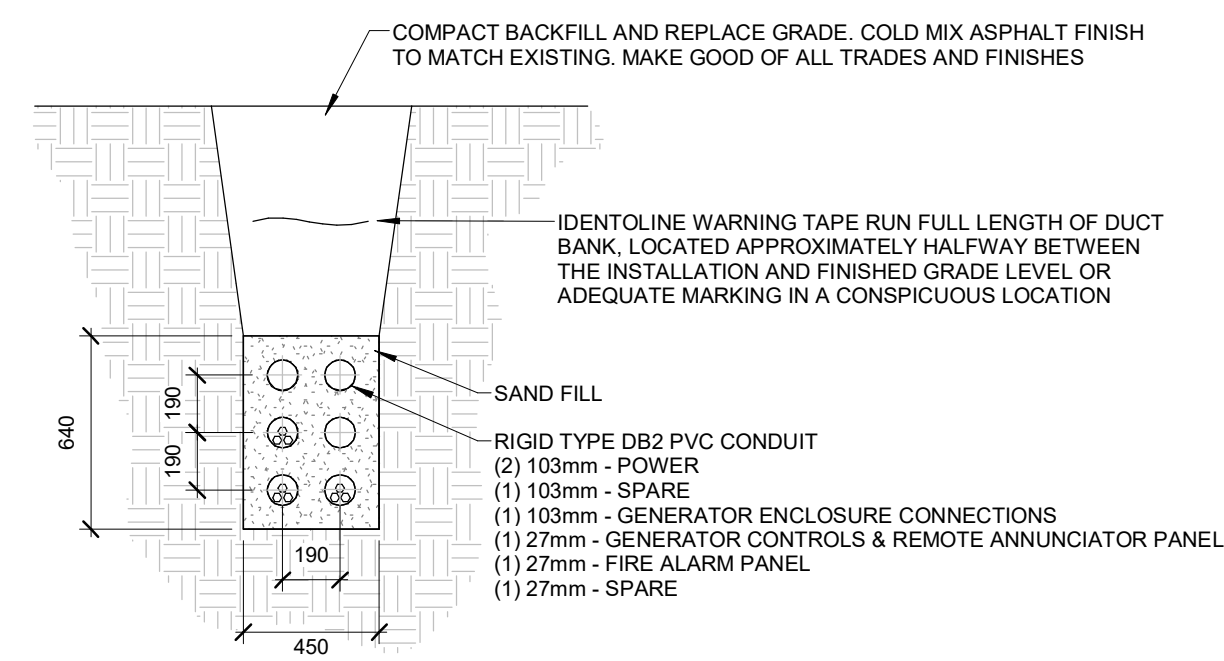 COMPACT BACKFILL AND REPLACE GRADE. COLD MIX ASPHALT FINISH
TO MATCH EXISTING. MAKE GOOD OF ALL TRADES AND FINISHES
IDENTOLINE WARNING TAPE RUN FULL LENGTH OF DUCT
BANK, LOCATED APPROXIMATELY HALFWAY BETWEEN
THE INSTALLATION AND FINISHED GRADE LEVEL OR
ADEQUATE MARKING IN A CONSPICUOUS LOCATION
SAND FILL
RIGID TYPE DB2 PVC CONDUIT
(2) 103mm - POWER
(1) 103mm - SPARE
(1) 103mm - GENERATOR ENCLOSURE CONNECTIONS
(1) 27mm - GENERATOR CONTROLS & REMOTE ANNUNCIATOR PANEL
(1) 27mm - FIRE ALARM PANEL
(1) 27mm - SPARE
640
190
190
190
450